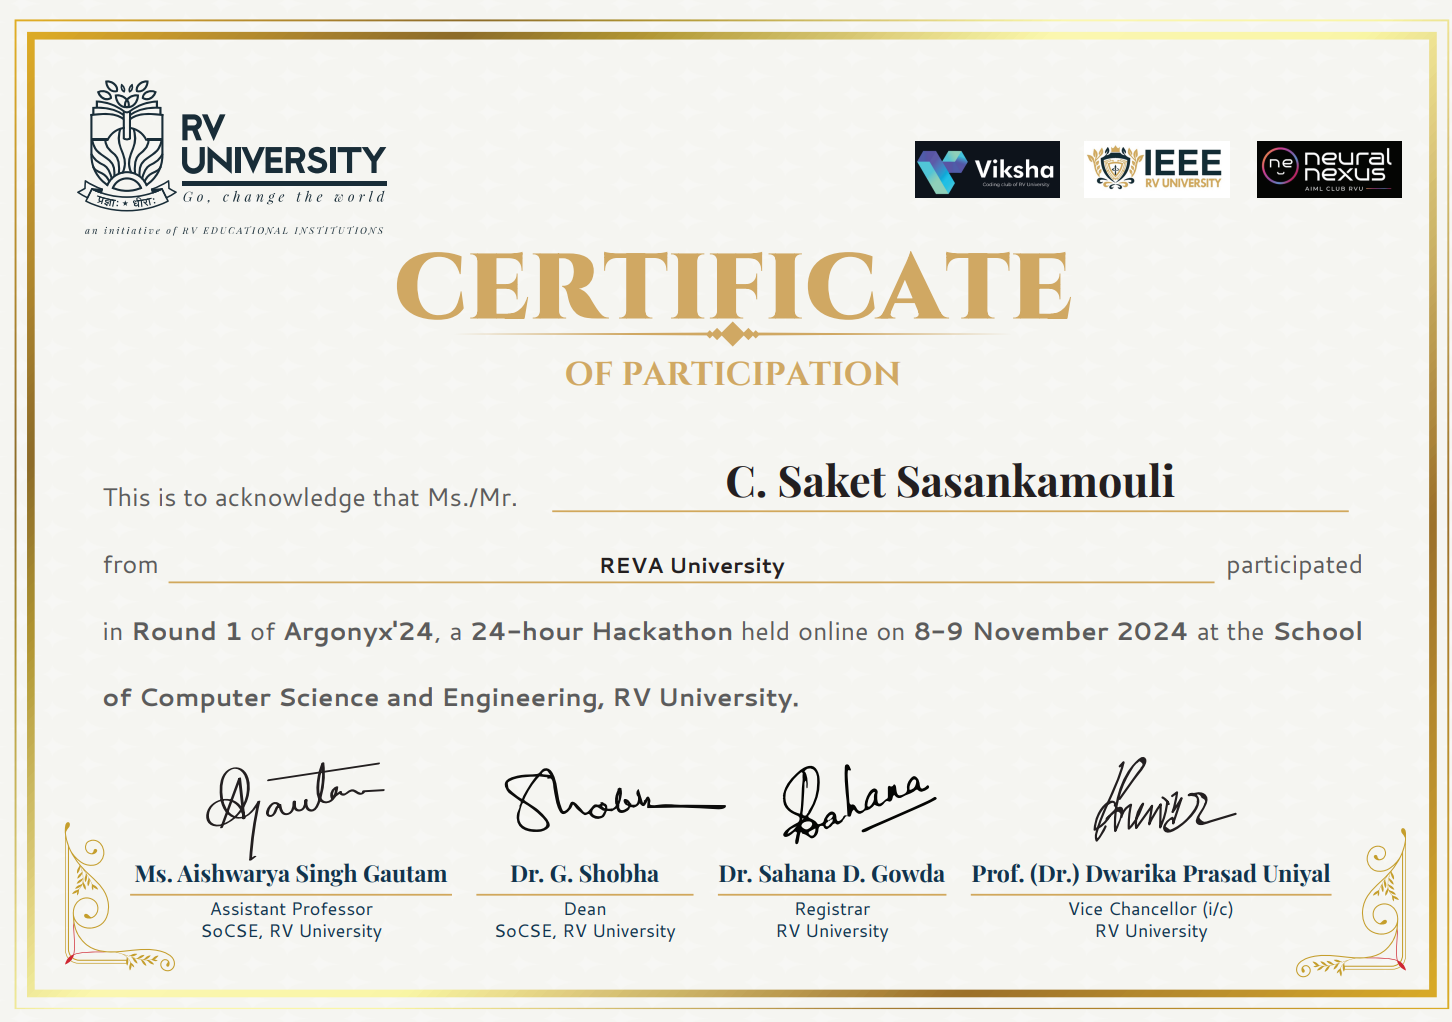 RV
UNIVERSITY
Go, change the world
प्रज्ञाः ★ धीराः
an initiative of RV EDUCATIONAL INSTITUTIONS
Viksha
Coding club of RV University
IEEE
RV UNIVERSITY
ne
neural
nexus
AIML CLUB RVU
CERTIFICATE
OF PARTICIPATION
This is to acknowledge that Ms./Mr. C. Saket Sasankamouli
from REVA University participated
in Round 1 of Argonyx'24, a 24-hour Hackathon held online on 8-9 November 2024 at the School
of Computer Science and Engineering, RV University.
AGautam Shobha Sahana
Ms. Aishwarya Singh Gautam Dr. G. Shobha Dr. Sahana D. Gowda Prof. (Dr.) Dwarika Prasad Uniyal
Assistant Professor Dean Registrar Vice Chancellor (i/c)
SoCSE, RV University SoCSE, RV University RV University RV University